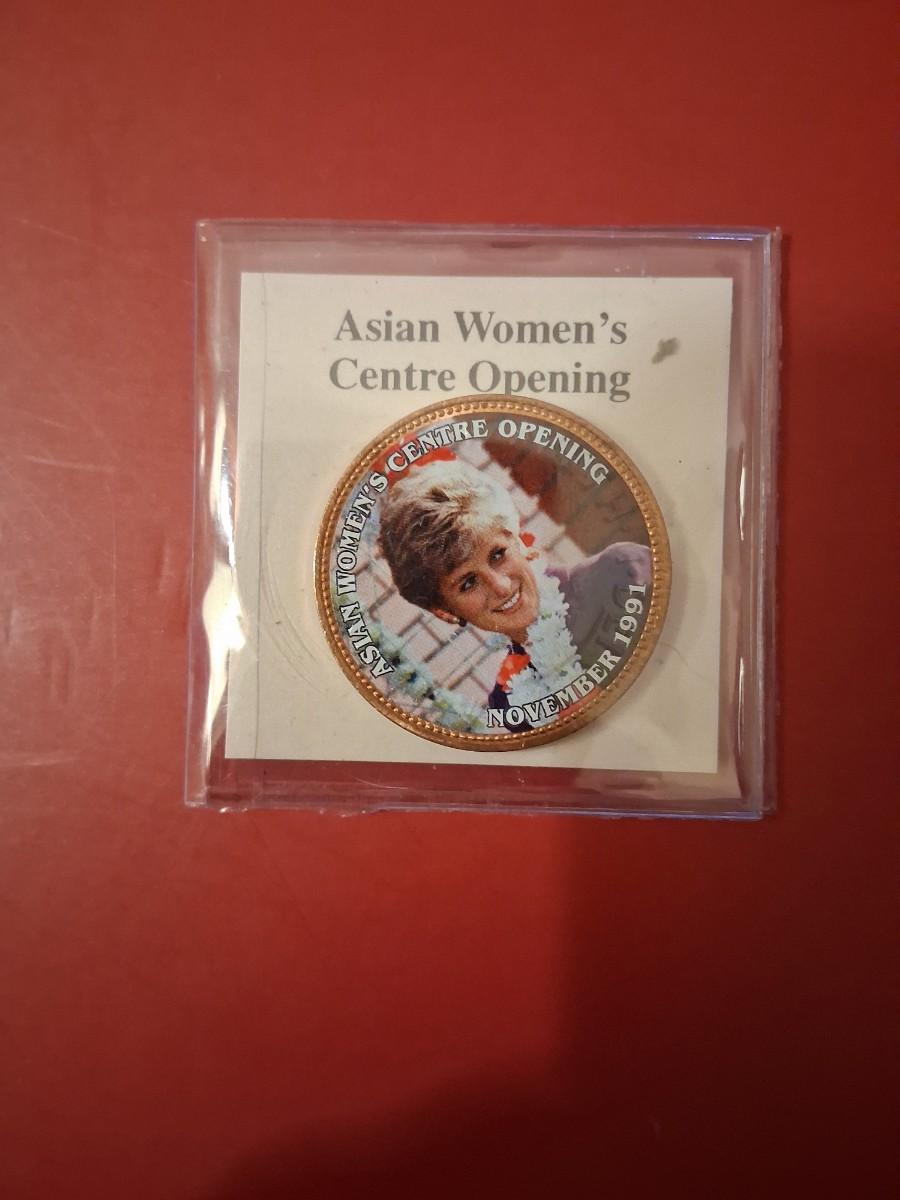 Asian Women's
Centre Opening
ASIAN WOMEN'S CENTRE OPENING
NOVEMBER 1991